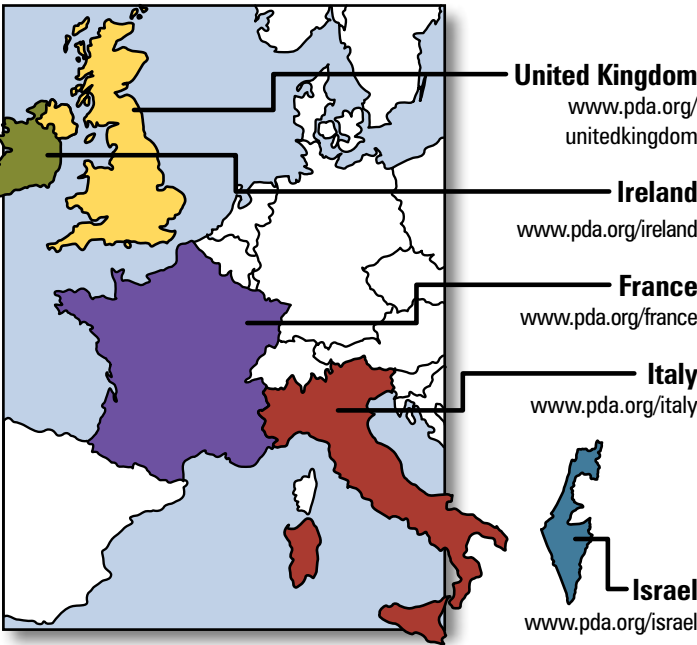 United Kingdom
www.pda.org/
unitedkingdom
Ireland
www.pda.org/ireland
France
www.pda.org/france
Italy
www.pda.org/italy
Israel
www.pda.org/israel